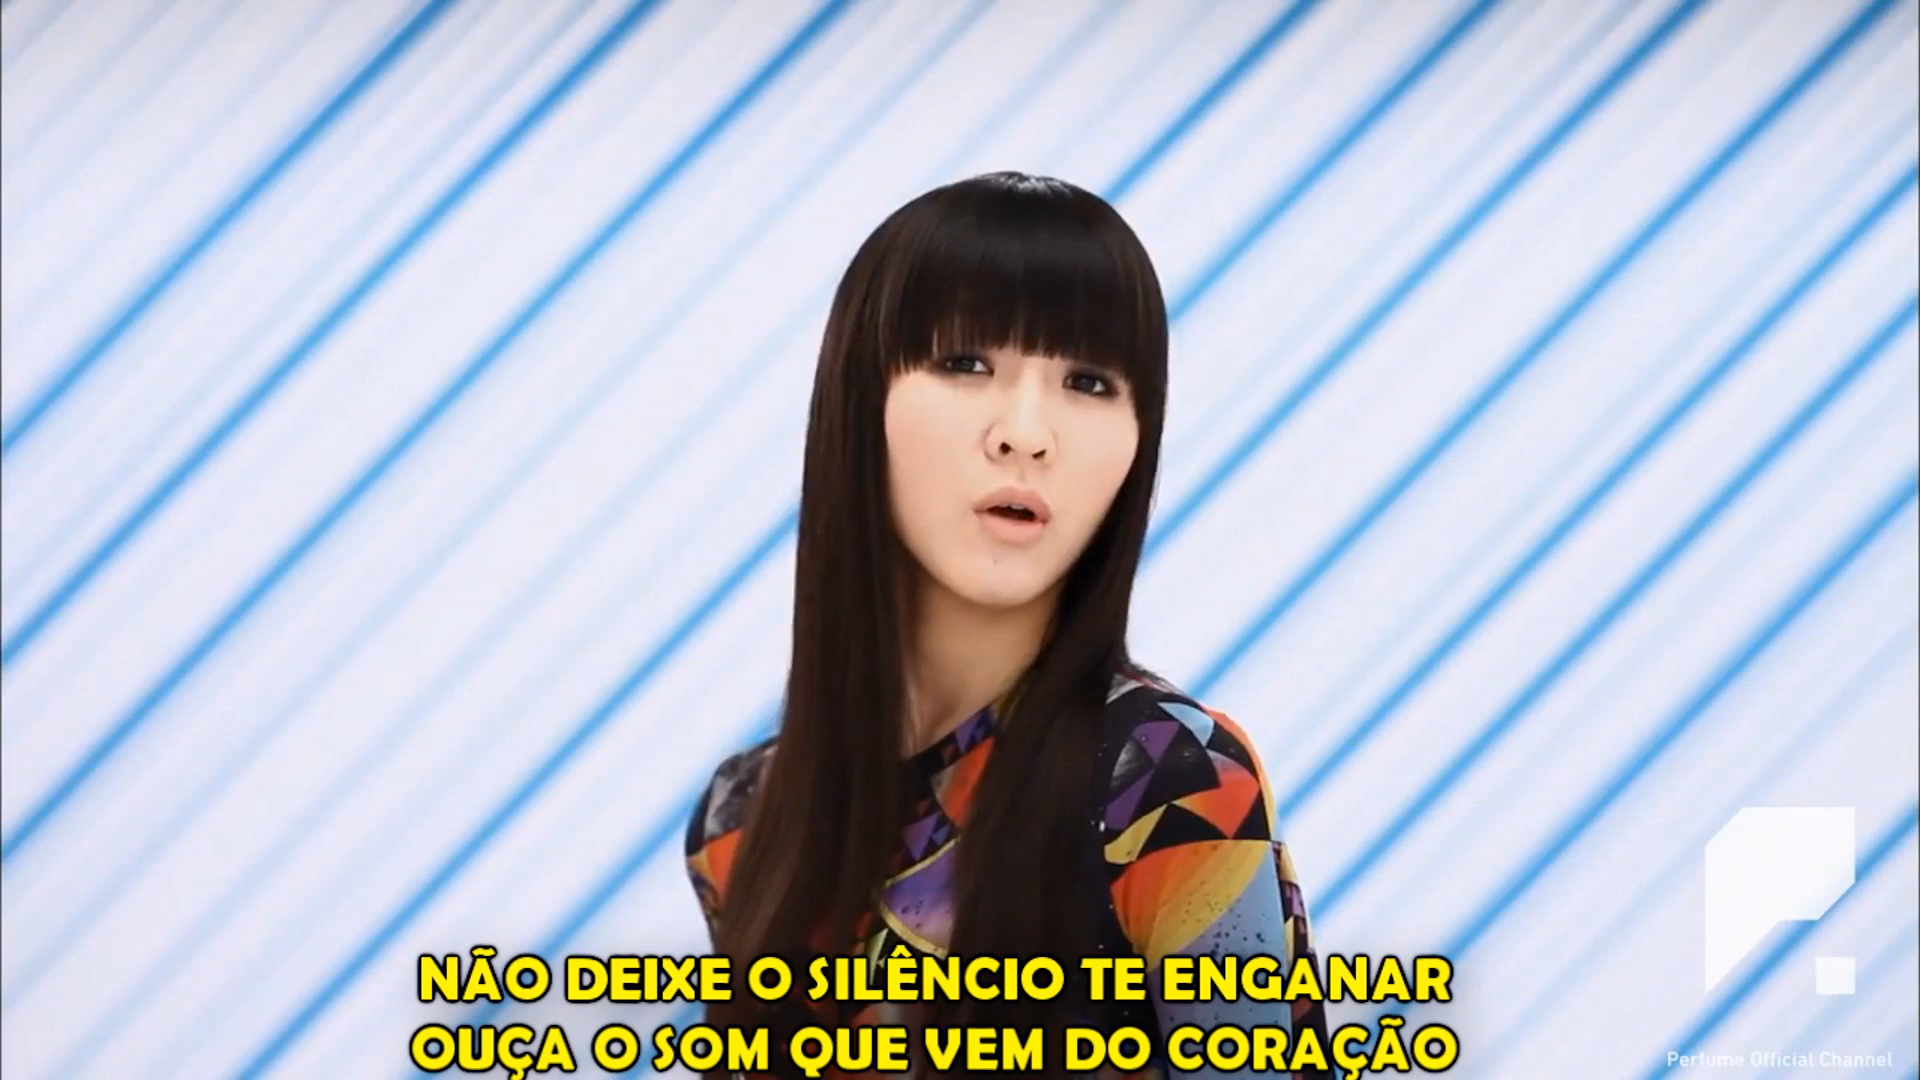 NÃO DEIXE O SILÊNCIO TE ENGANAR
OUÇA O SOM QUE VEM DO CORAÇÃO
Perfume Official Channel